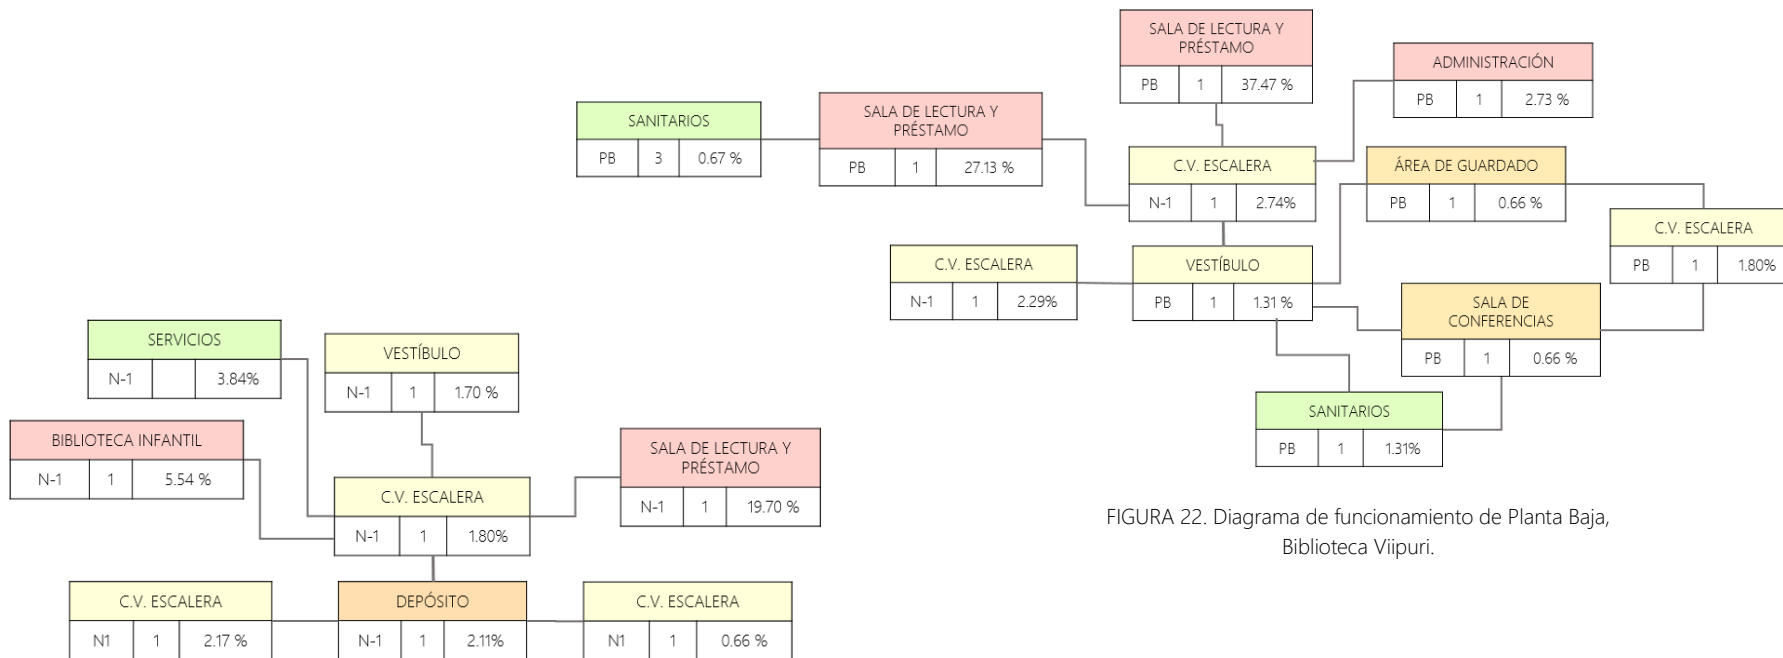 SALA DE LECTURA Y
PRÉSTAMO
PB 1 37.47 %
ADMINISTRACIÓN
PB 1 2.73 %
SANITARIOS
PB 3 0.67 %
SALA DE LECTURA Y
PRÉSTAMO
PB 1 27.13 %
C.V. ESCALERA
N-1 1 2.74%
ÁREA DE GUARDADO
PB 1 0.66 %
C.V. ESCALERA
PB 1 1.80%
C.V. ESCALERA
N-1 1 2.29%
VESTÍBULO
PB 1 1.31 %
SALA DE
CONFERENCIAS
PB 1 0.66 %
SANITARIOS
PB 1 1.31%
FIGURA 22. Diagrama de funcionamiento de Planta Baja,
Biblioteca Viipuri.
SERVICIOS
N-1 3.84%
VESTÍBULO
N-1 1 1.70 %
BIBLIOTECA INFANTIL
N-1 1 5.54 %
SALA DE LECTURA Y
PRÉSTAMO
N-1 1 19.70 %
C.V. ESCALERA
N-1 1 1.80%
C.V. ESCALERA
N1 1 2.17 %
DEPÓSITO
N-1 1 2.11%
C.V. ESCALERA
N1 1 0.66 %